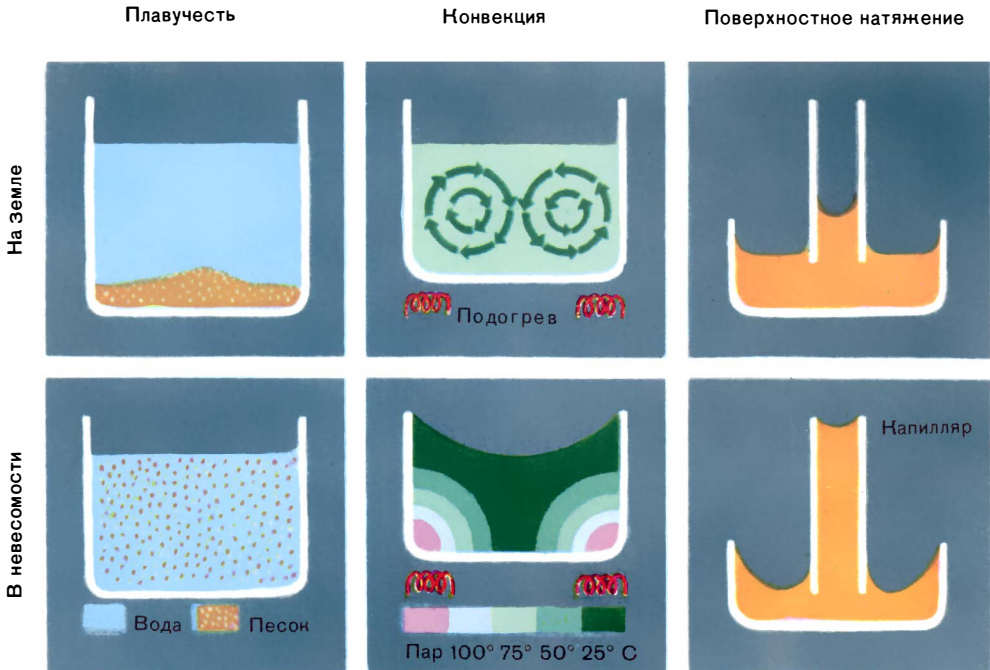 Плавучесть
Конвекция
Поверхностное натяжение
На Земле
Подогрев
В невесомости
Капилляр
Вода
Песок
Пар 100° 75° 50° 25° C